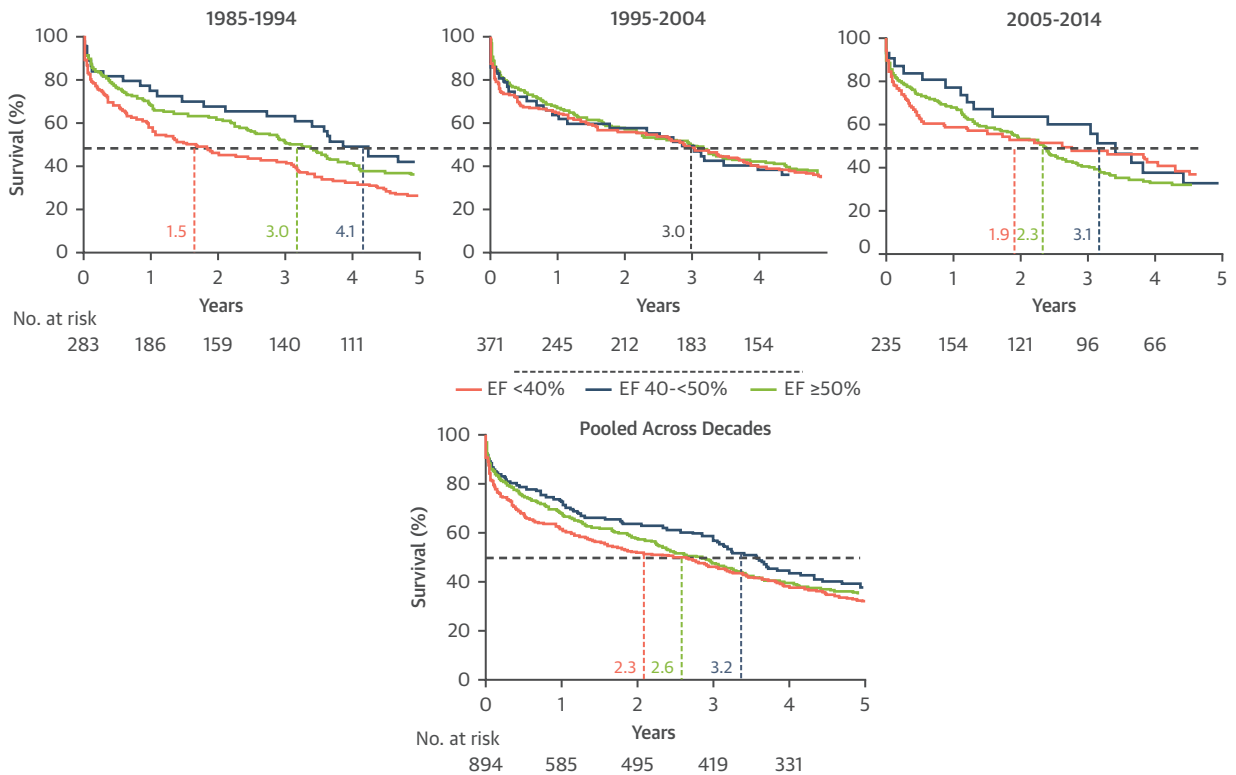 1985-1994
1995-2004
2005-2014
Survival (%)
100
80
60
40
20
0
1.5
3.0
4.1
0 1 2 3 4 5
Years
100
80
60
40
20
0
3.0
0 1 2 3 4
Years
100
80
60
40
20
0
1.9
2.3
3.1
0 1 2 3 4 5
Years
No. at risk
283 186 159 140 111
371 245 212 183 154
235 154 121 96 66
EF <40% EF 40-<50% EF ≥50%
Pooled Across Decades
Survival (%)
100
80
60
40
20
0
2.3
2.6
3.2
0 1 2 3 4 5
Years
No. at risk
894 585 495 419 331